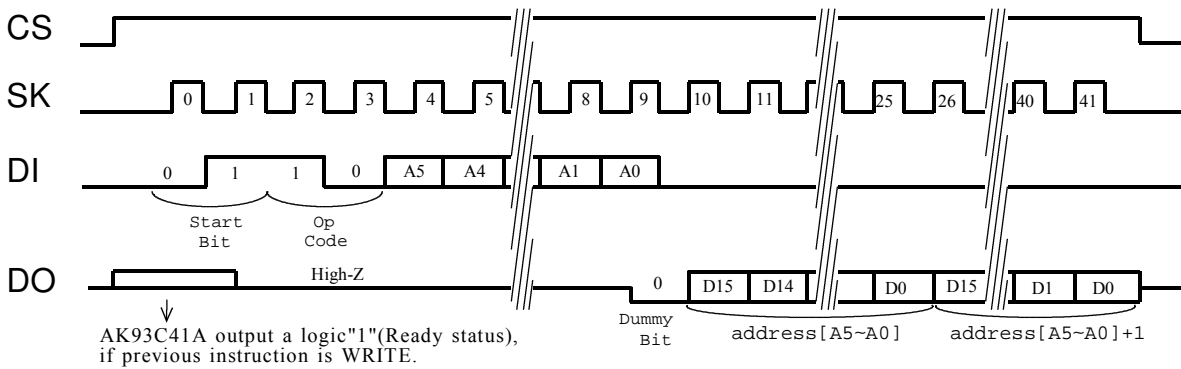 CS
SK
0 1 2 3 4 5 8 9 10 11 25 26 40 41
DI
0 1 1 0 A5 A4 A1 A0
Start
Bit
Op
Code
DO
High-Z
0 D15 D14 D0 D15 D1 D0
Dummy
Bit
address[A5~A0] address[A5~A0]+1
AK93C41A output a logic"1"(Ready status),
if previous instruction is WRITE.